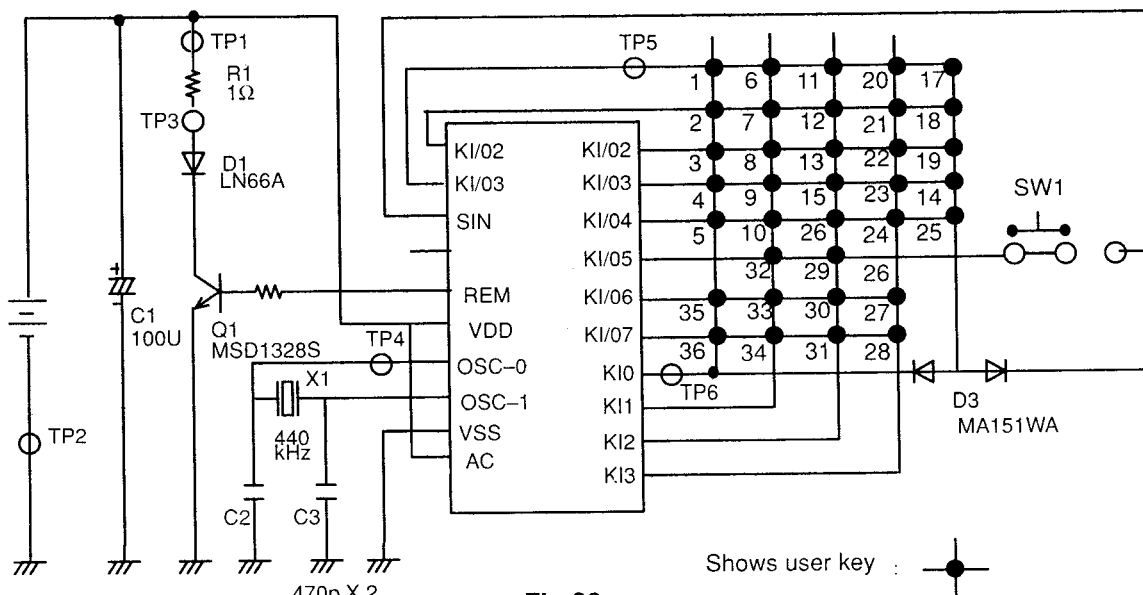 TP1
R1
1Ω
TP3
D1
LN66A
+
-
C1
100U
Q1
MSD1328S
TP2
TP4
X1
440
kHz
C2
C3
470p X 2
KI/02
KI/03
SIN
REM
VDD
OSC–0
OSC–1
VSS
AC
KI/02
KI/03
KI/04
KI/05
KI/06
KI/07
KI0
KI1
KI2
KI3
TP5
TP6
1 6 11 20 17
2 7 12 21 18
3 8 13 22 19
4 9 15 23 14
5 10 26 24 25
32 29 26
35 33 30 27
36 34 31 28
SW1
D3
MA151WA
Shows user key :